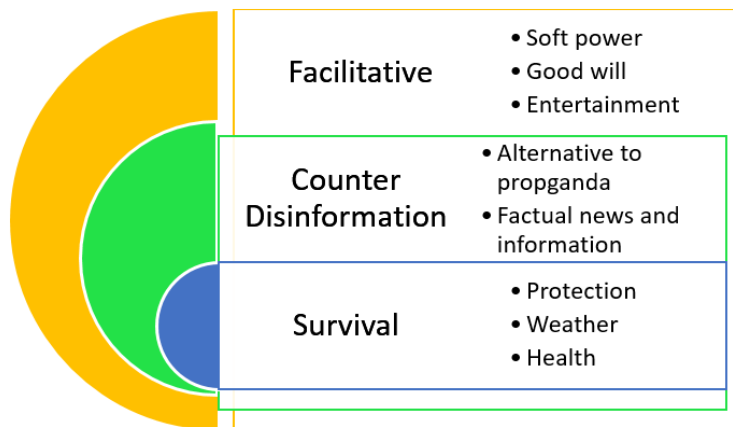 Facilitative
• Soft power
• Good will
• Entertainment
Counter
Disinformation
• Alternative to
propganda
• Factual news and
information
Survival
• Protection
• Weather
• Health